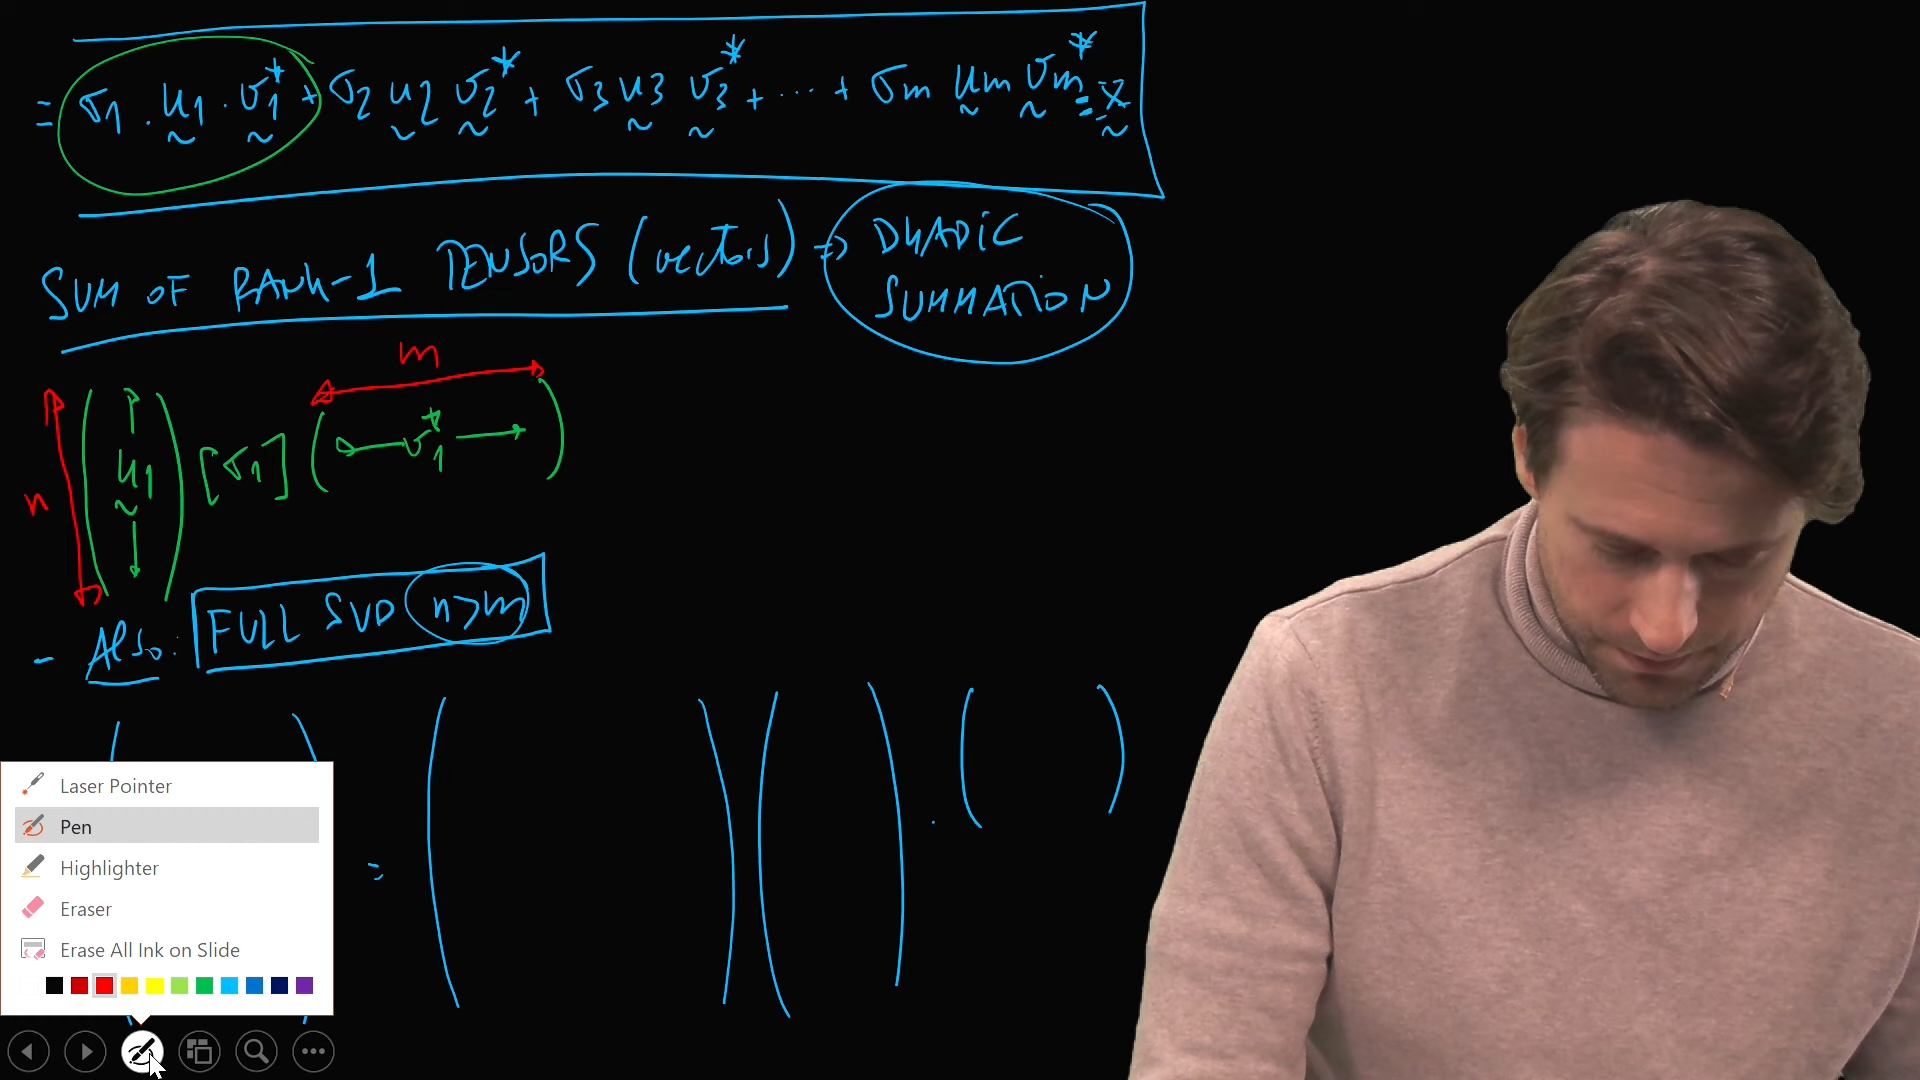 = σ1 . u1 . v1* + σ2 u2 v2* + σ3 u3 v3* + ... + σm um vm* = X
SUM OF RANK-1 TENSORS (vectors) => DYADIC
SUMMATION
m
n
u1 [σ1] v1*
- Also: FULL SVD n>m
=
.
Laser Pointer
Pen
Highlighter
Eraser
Erase All Ink on Slide